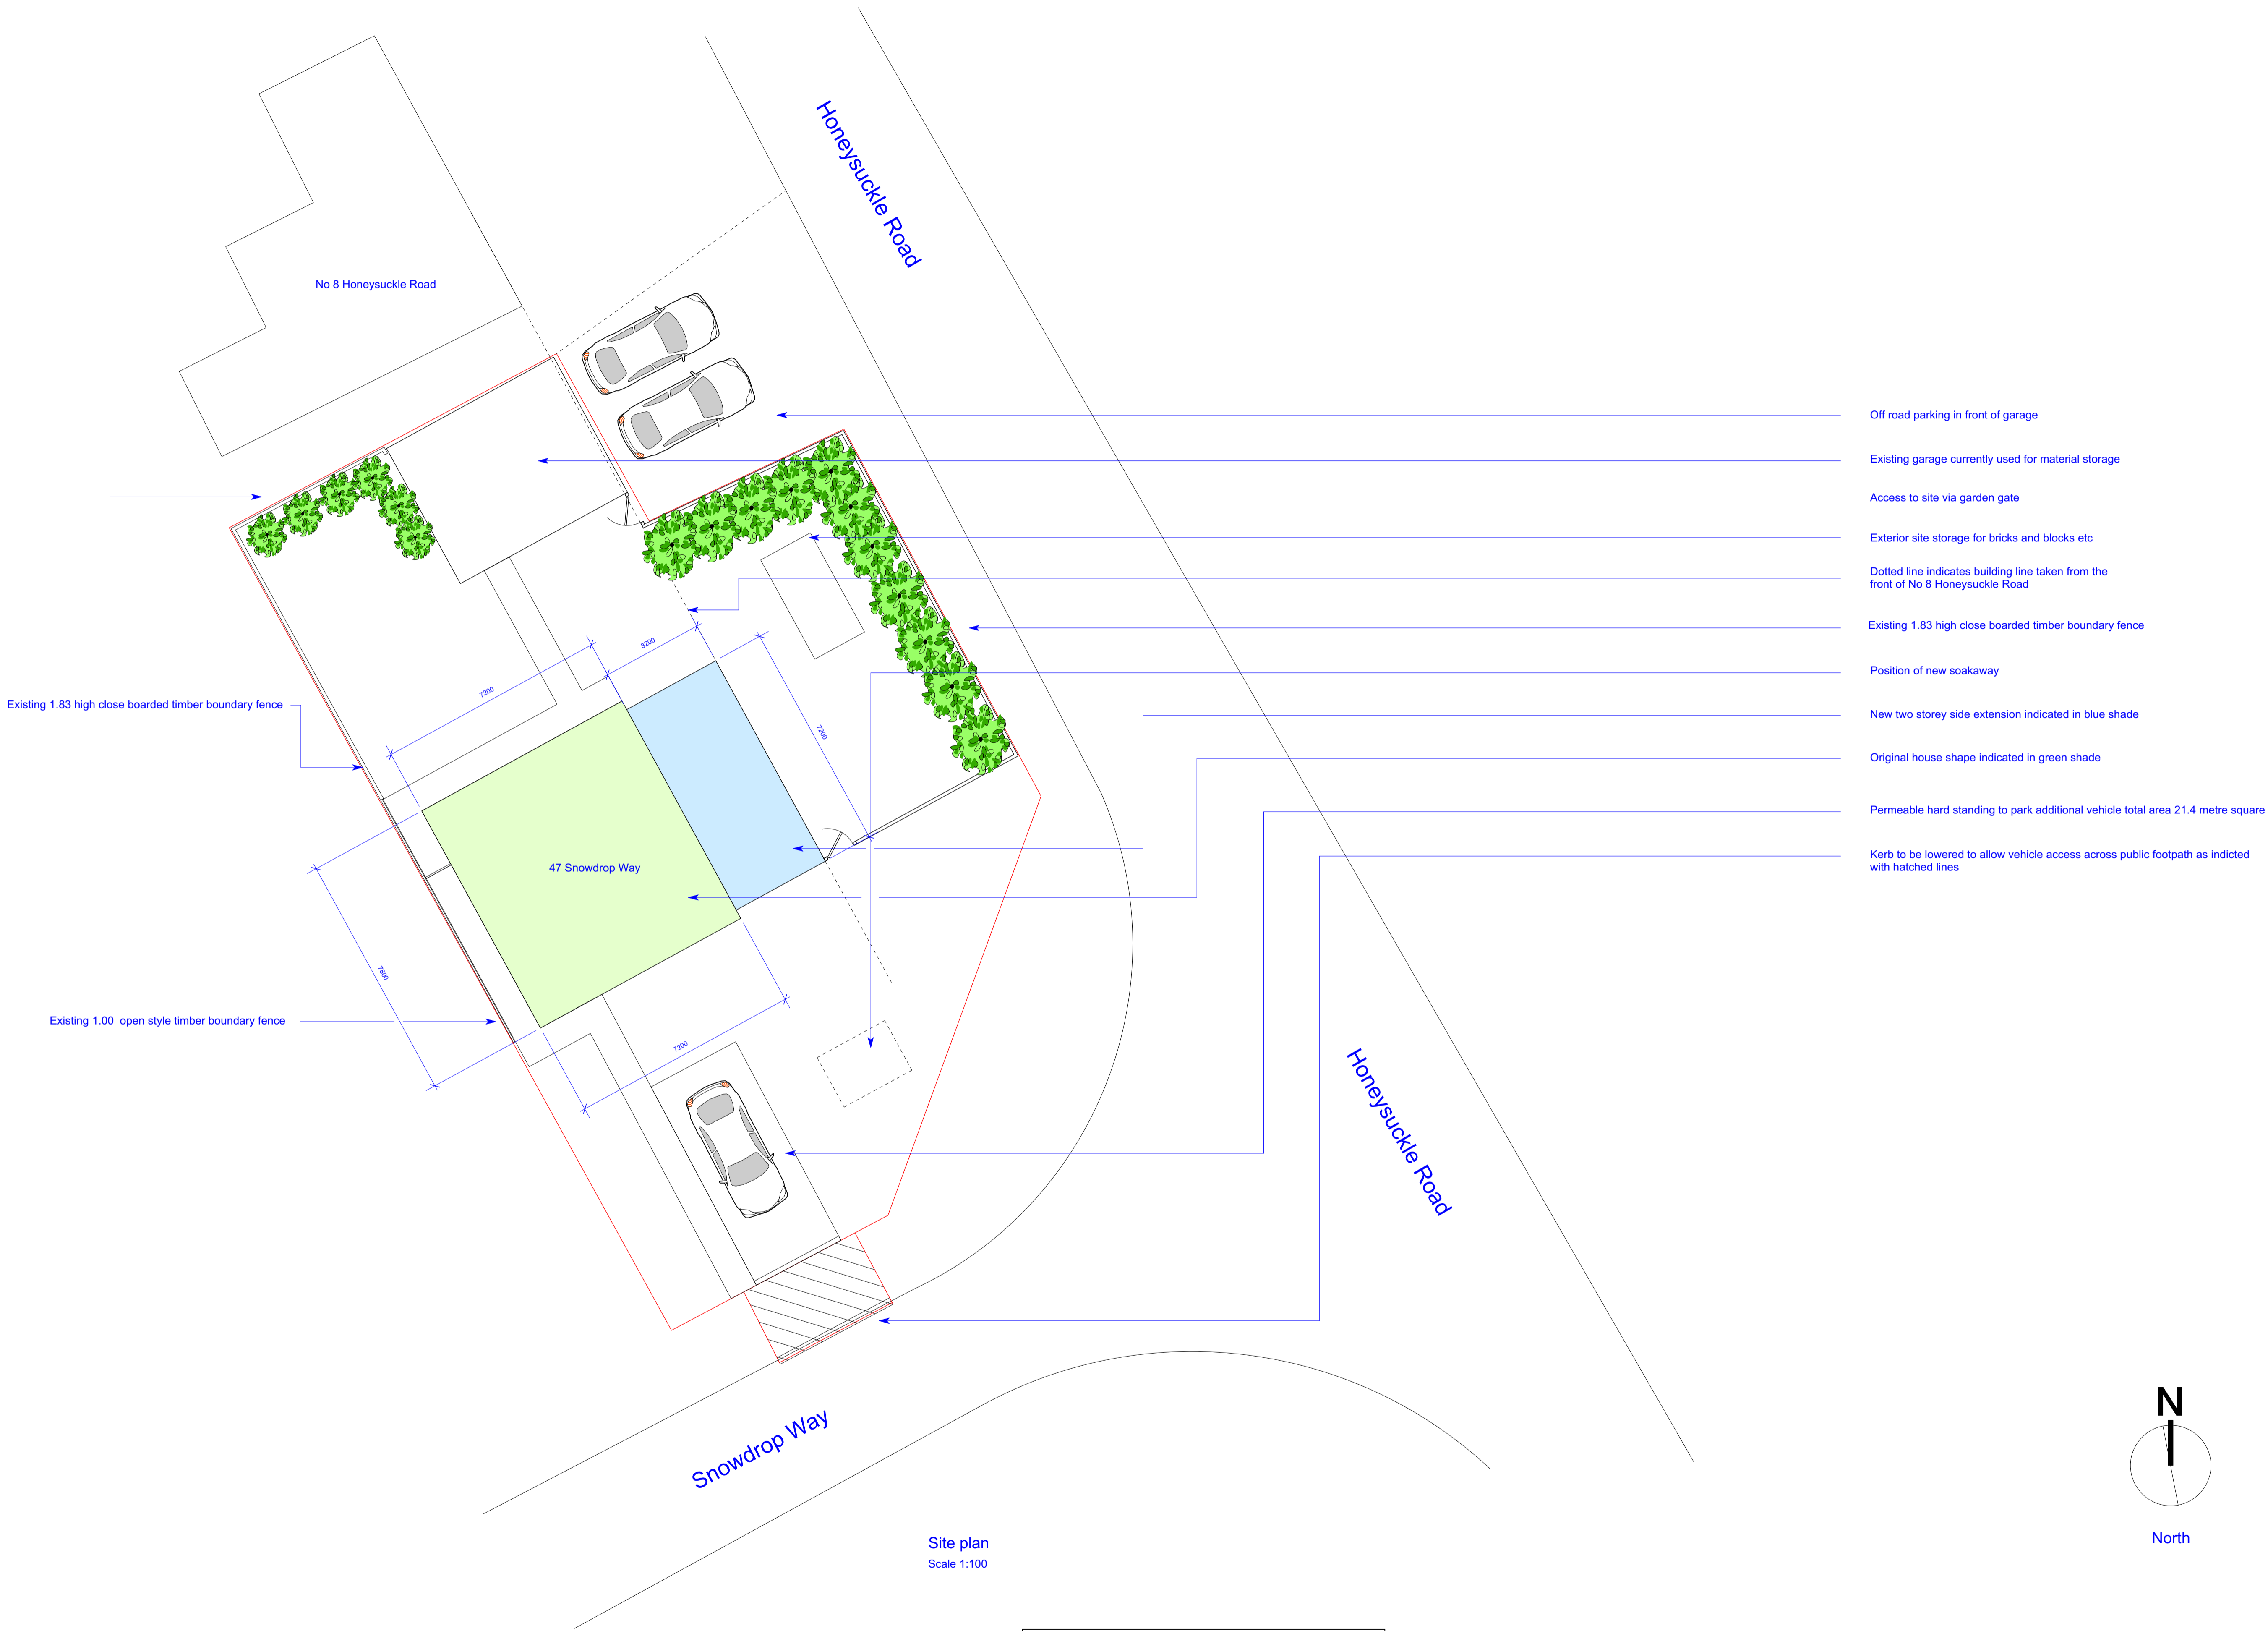 Honeysuckle Road
No 8 Honeysuckle Road
Off road parking in front of garage
Existing garage currently used for material storage
Access to site via garden gate
Exterior site storage for bricks and blocks etc
Dotted line indicates building line taken from the
front of No 8 Honeysuckle Road
Existing 1.83 high close boarded timber boundary fence
3200
7200
Position of new soakaway
Existing 1.83 high close boarded timber boundary fence
7200
New two storey side extension indicated in blue shade
Original house shape indicated in green shade
Permeable hard standing to park additional vehicle total area 21.4 metre square
Kerb to be lowered to allow vehicle access across public footpath as indicted
with hatched lines
47 Snowdrop Way
7800
Existing 1.00 open style timber boundary fence
7200
Honeysuckle Road
Snowdrop Way
N
North
Site plan
Scale 1:100